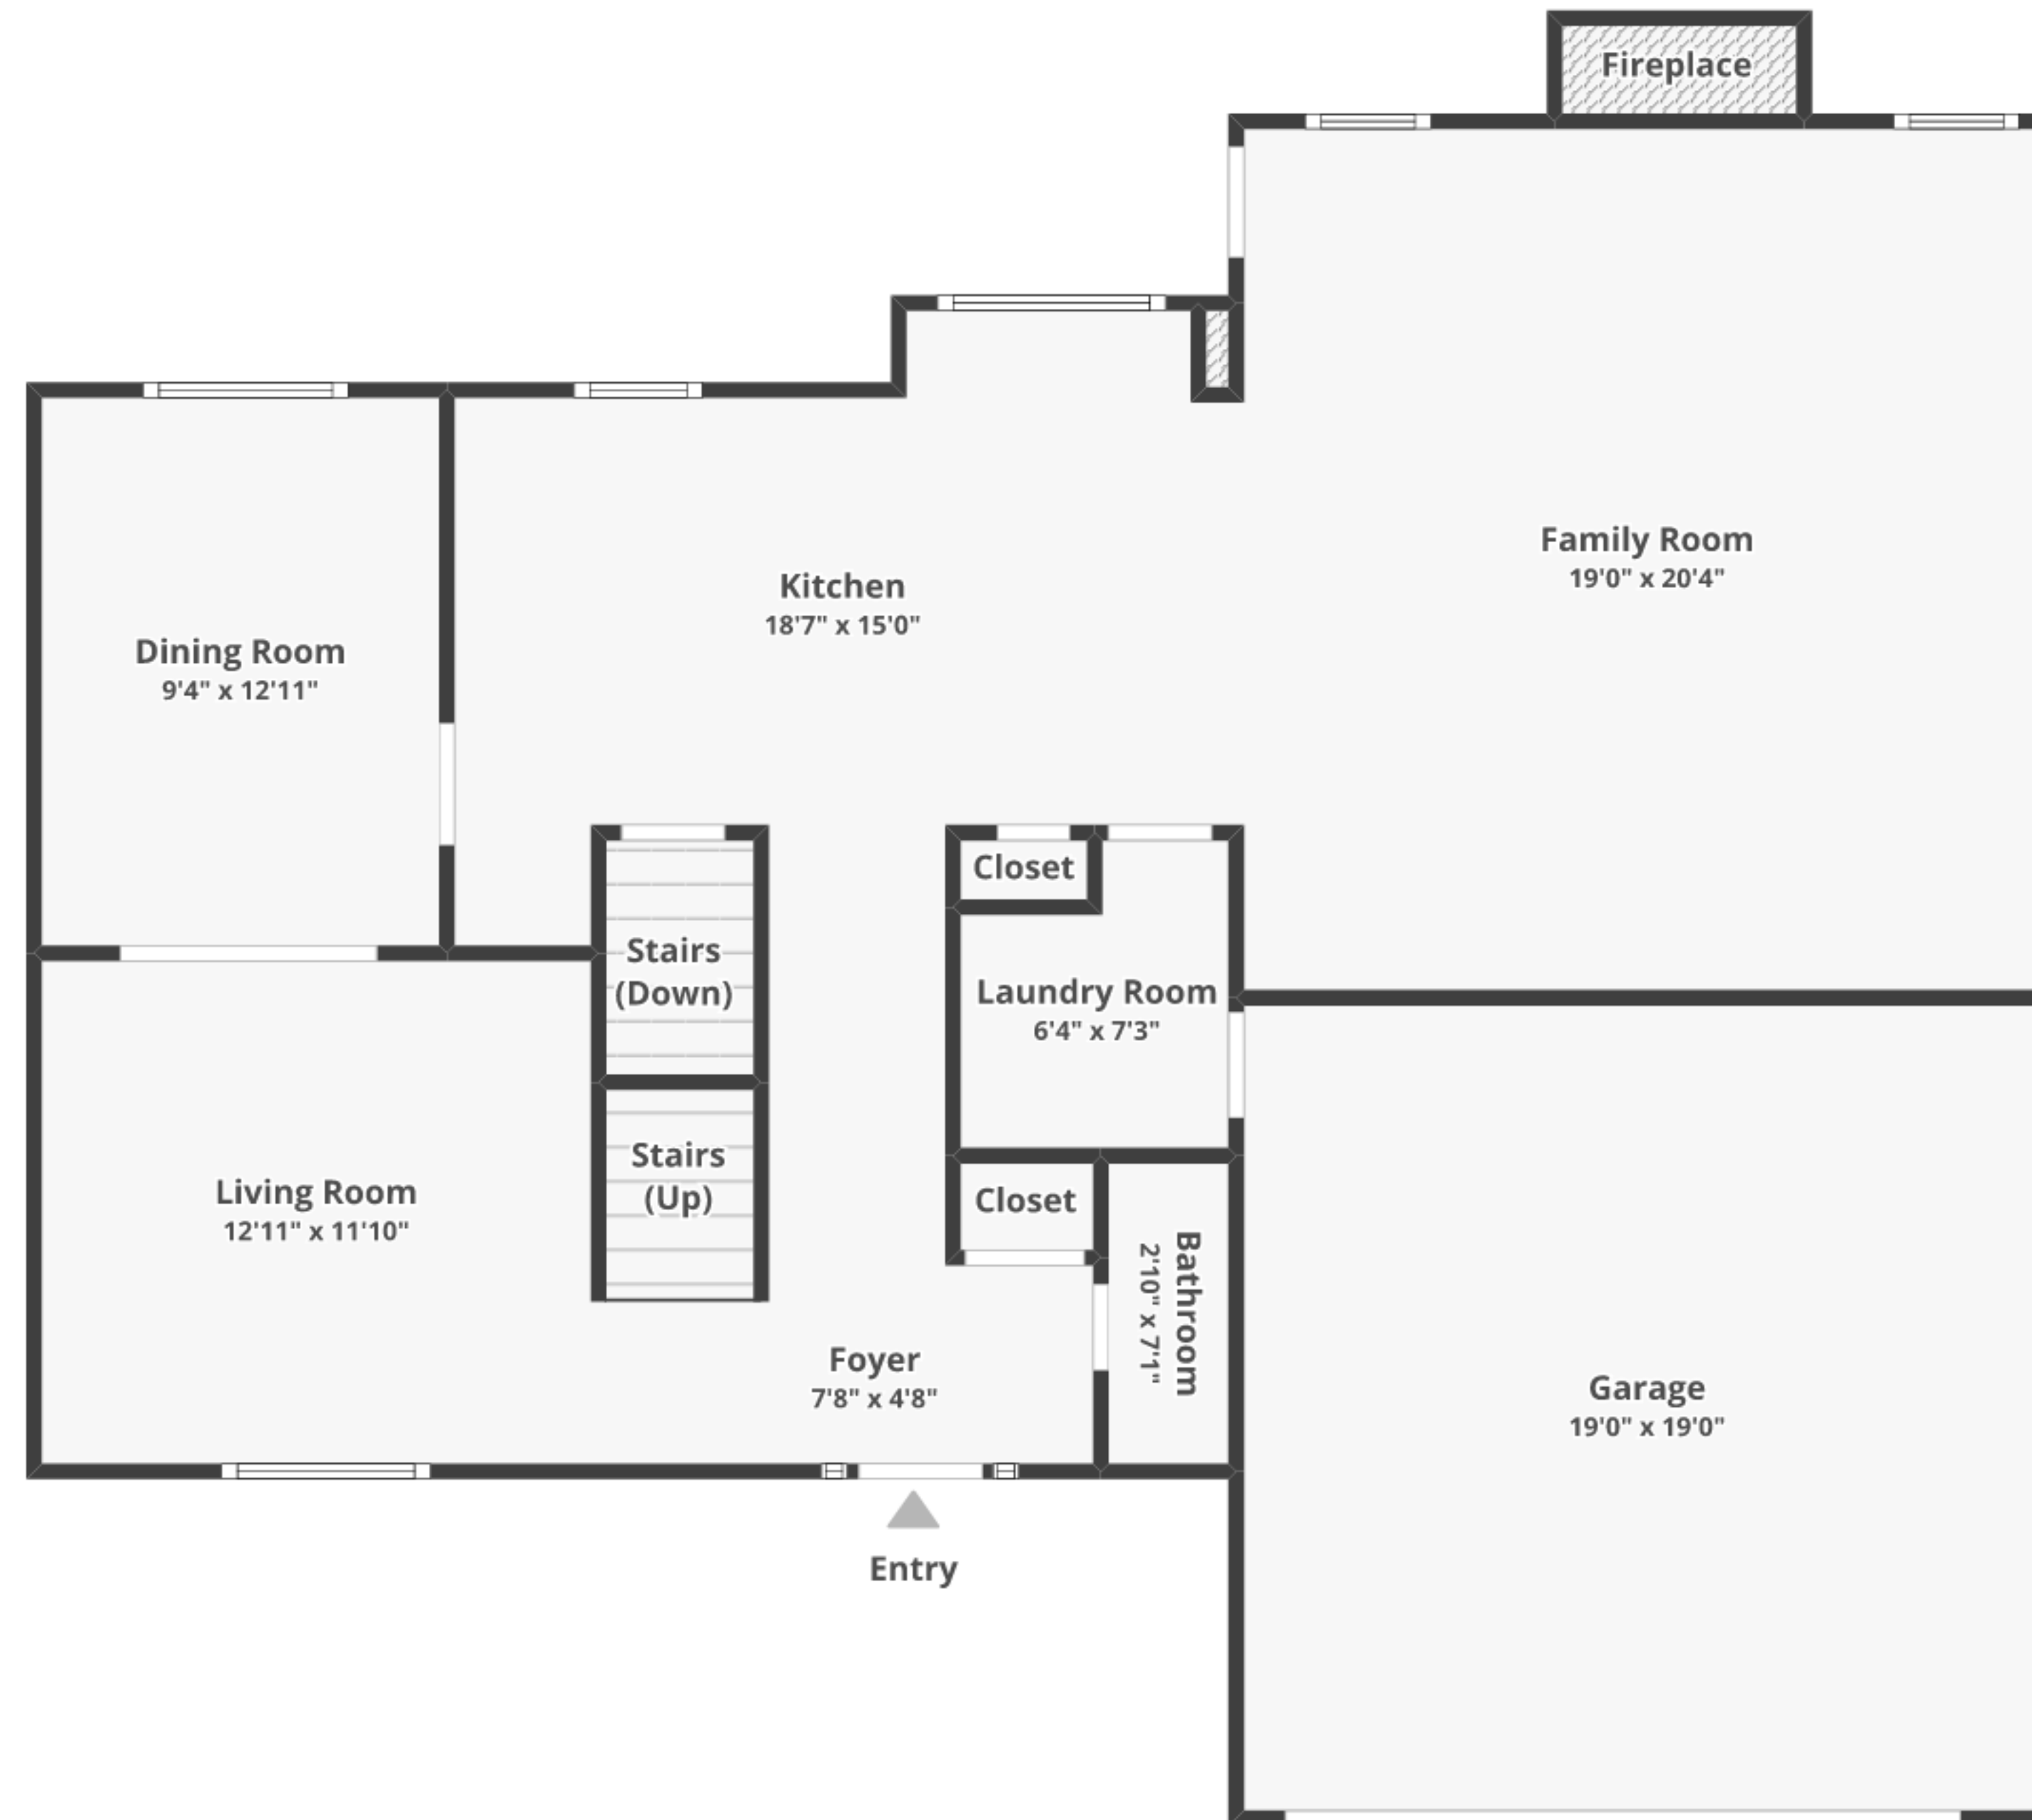 Fireplace
Family Room
19'0" x 20'4"
Kitchen
18'7" x 15'0"
Dining Room
9'4" x 12'11"
Closet
Stairs
(Down)
Laundry Room
6'4" x 7'3"
Stairs
(Up)
Living Room
12'11" x 11'10"
Closet
Bathroom
2'10" x 7'1"
Foyer
7'8" x 4'8"
Garage
19'0" x 19'0"
Entry